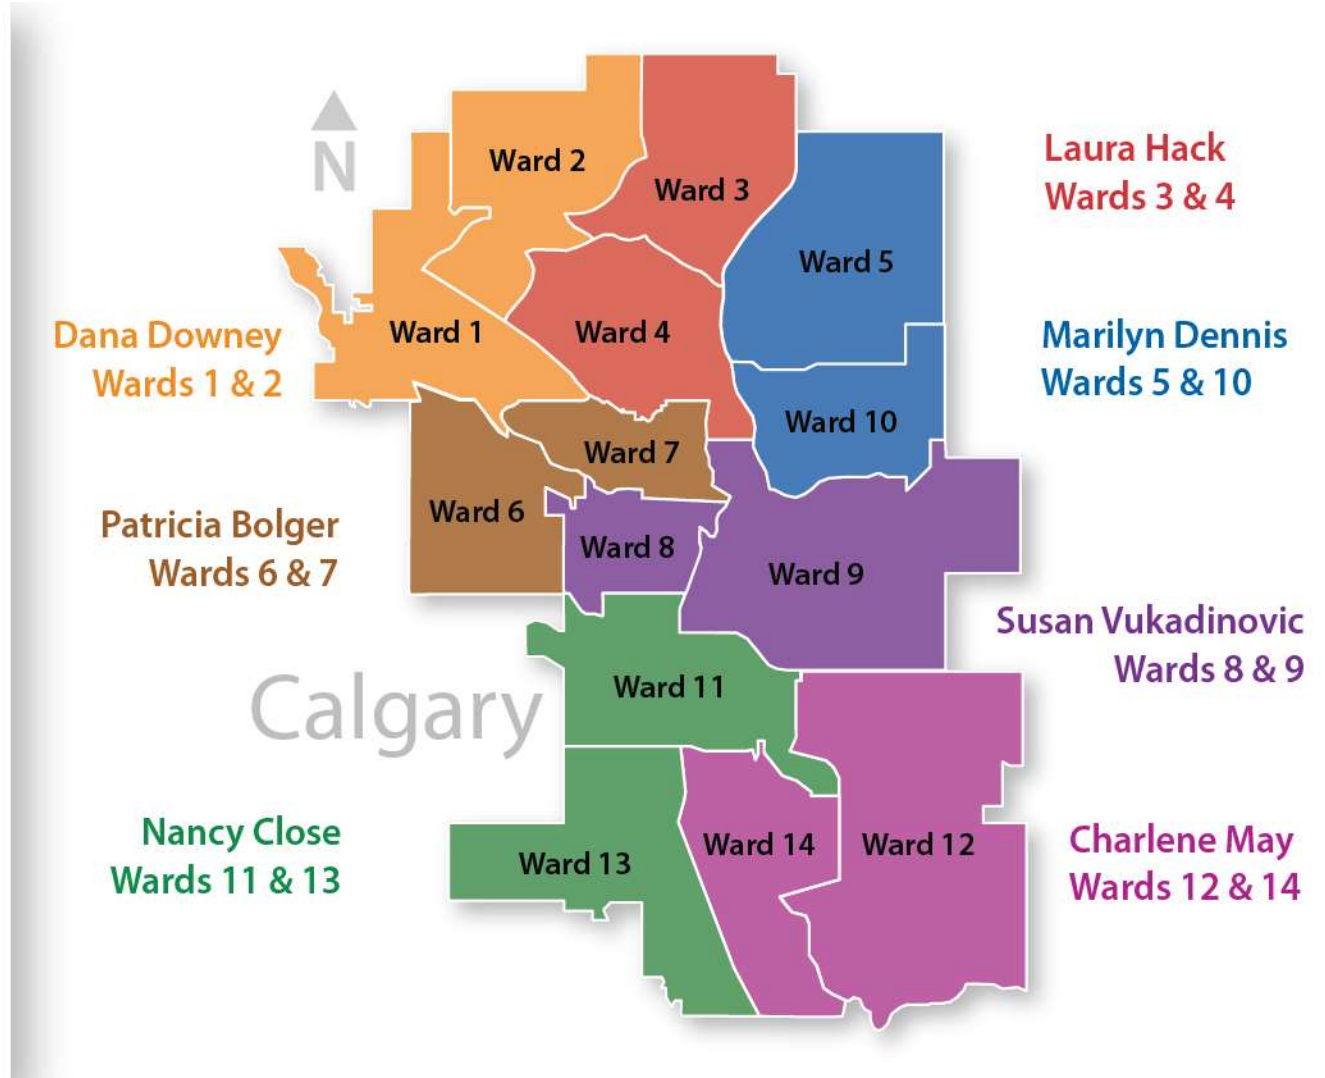 N
Ward 2
Ward 3
Laura Hack
Wards 3 & 4
Ward 5
Dana Downey
Wards 1 & 2
Ward 1
Ward 4
Marilyn Dennis
Wards 5 & 10
Ward 10
Ward 7
Patricia Bolger
Wards 6 & 7
Ward 6
Ward 8
Ward 9
Susan Vukadinovic
Wards 8 & 9
Calgary
Ward 11
Nancy Close
Wards 11 & 13
Ward 13
Ward 14
Ward 12
Charlene May
Wards 12 & 14